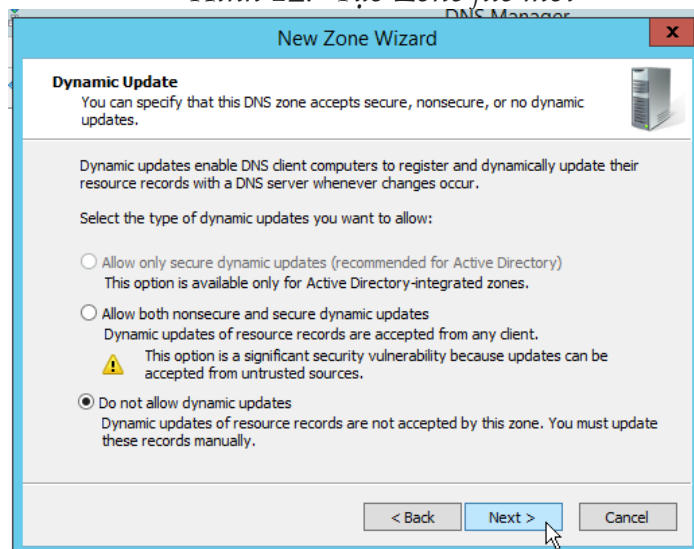 DNS Manager
New Zone Wizard
x
Dynamic Update
You can specify that this DNS zone accepts secure, nonsecure, or no dynamic
updates.
Dynamic updates enable DNS client computers to register and dynamically update their
resource records with a DNS server whenever changes occur.
Select the type of dynamic updates you want to allow:
Allow only secure dynamic updates (recommended for Active Directory)
This option is available only for Active Directory-integrated zones.
Allow both nonsecure and secure dynamic updates
Dynamic updates of resource records are accepted from any client.
This option is a significant security vulnerability because updates can be
accepted from untrusted sources.
Do not allow dynamic updates
Dynamic updates of resource records are not accepted by this zone. You must update
these records manually.
< Back Next > Cancel